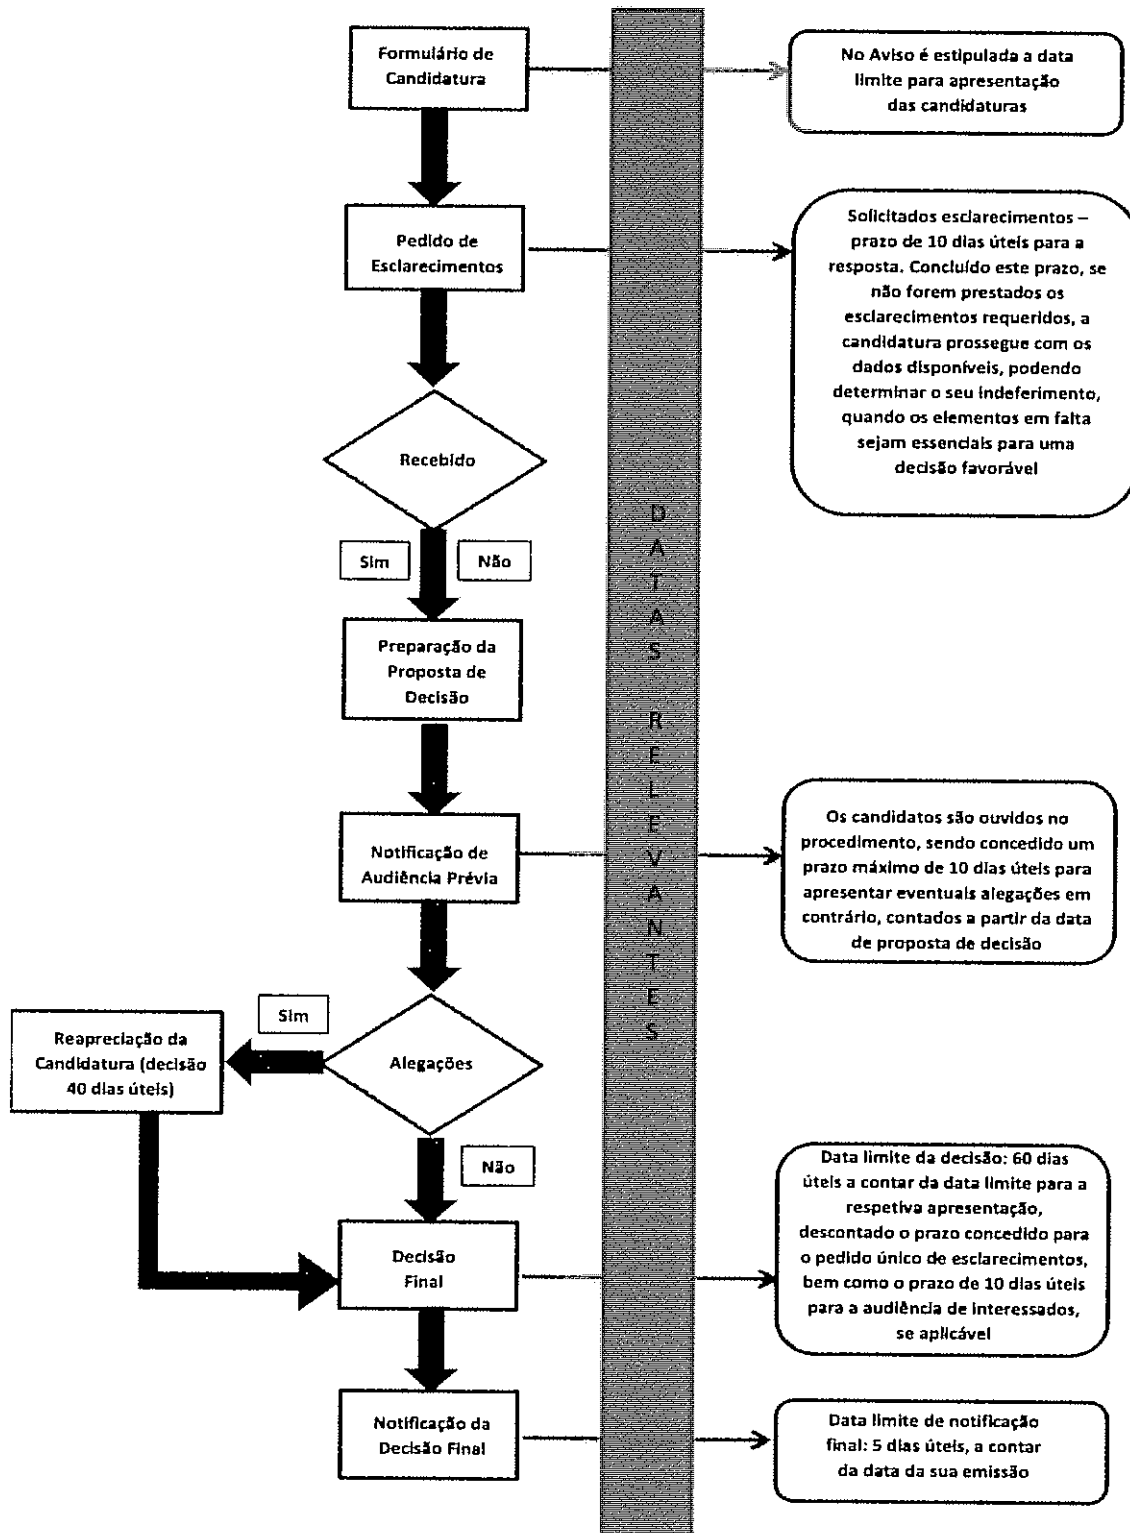 Formulário de
Candidatura
No Aviso é estipulada a data
limite para apresentação
das candidaturas
Pedido de
Esclarecimentos
Solicitados esclarecimentos –
prazo de 10 dias úteis para a
resposta. Concluído este prazo, se
não forem prestados os
esclarecimentos requeridos, a
candidatura prossegue com os
dados disponíveis, podendo
determinar o seu indeferimento,
quando os elementos em falta
sejam essenciais para uma
decisão favorável
Recebido
Sim
Não
Preparação da
Proposta de
Decisão
DATAS RELEVANTES
Notificação de
Audiência Prévia
Os candidatos são ouvidos no
procedimento, sendo concedido um
prazo máximo de 10 dias úteis para
apresentar eventuais alegações em
contrário, contados a partir da data
de proposta de decisão
Sim
Reapreciação da
Candidatura (decisão
40 dias úteis)
Alegações
Não
Data limite da decisão: 60 dias
úteis a contar da data limite para a
respetiva apresentação,
descontado o prazo concedido para
o pedido único de esclarecimentos,
bem como o prazo de 10 dias úteis
para a audiência de interessados,
se aplicável
Decisão
Final
Notificação da
Decisão Final
Data limite de notificação
final: 5 dias úteis, a contar
da data da sua emissão